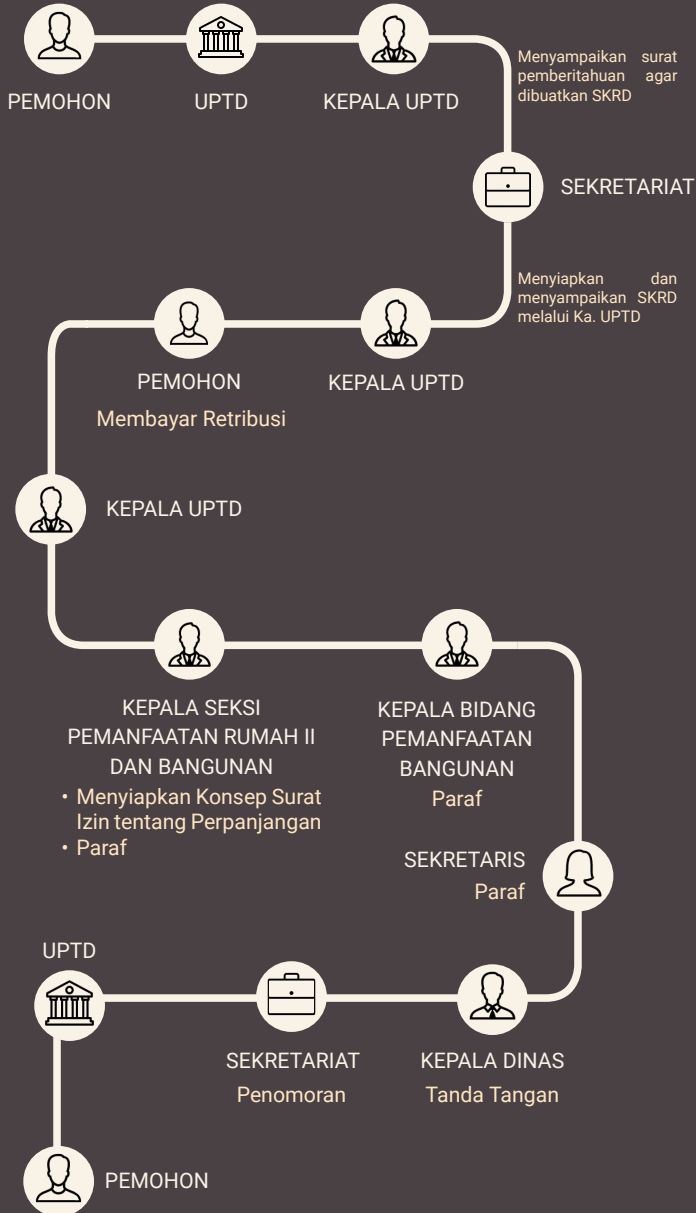 PEMOHON
UPTD
KEPALA UPTD
Menyampaikan surat
pemberitahuan agar
dibuatkan SKRD
SEKRETARIAT
Menyiapkan dan
menyampaikan SKRD
melalui Ka. UPTD
KEPALA UPTD
PEMOHON
Membayar Retribusi
KEPALA UPTD
KEPALA SEKSI
PEMANFAATAN RUMAH II
DAN BANGUNAN
• Menyiapkan Konsep Surat
Izin tentang Perpanjangan
• Paraf
KEPALA BIDANG
PEMANFAATAN
BANGUNAN
Paraf
SEKRETARIS
Paraf
KEPALA DINAS
Tanda Tangan
SEKRETARIAT
Penomoran
UPTD
PEMOHON